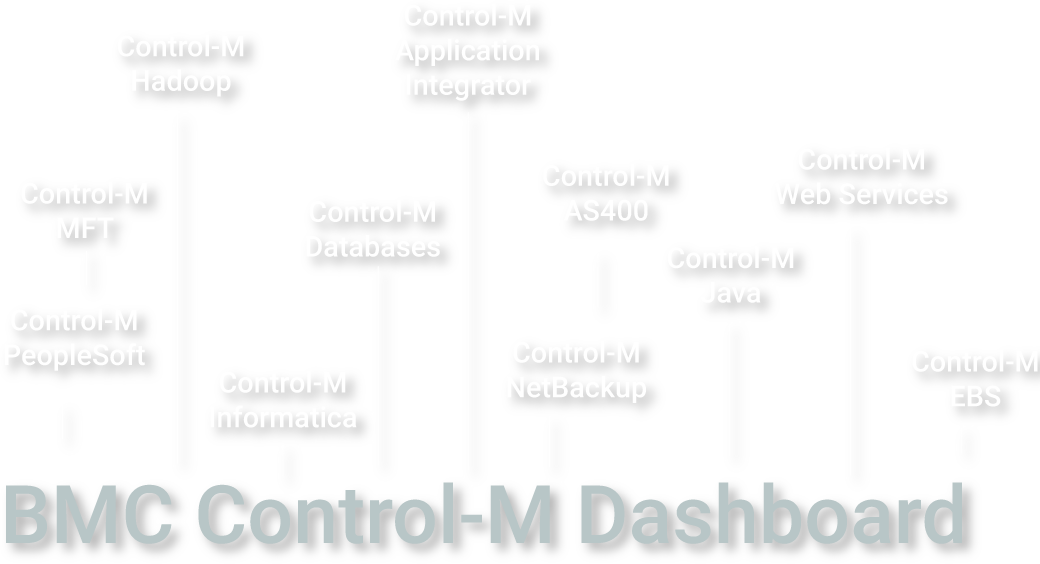 Control-M
Application
Integrator
Control-M
Hadoop
Control-M
Web Services
Control-M
AS400
Control-M
MFT
Control-M
Databases
Control-M
Java
Control-M
PeopleSoft
Control-M
NetBackup
Control-M
EBS
Control-M
Informatica
BMC Control-M Dashboard